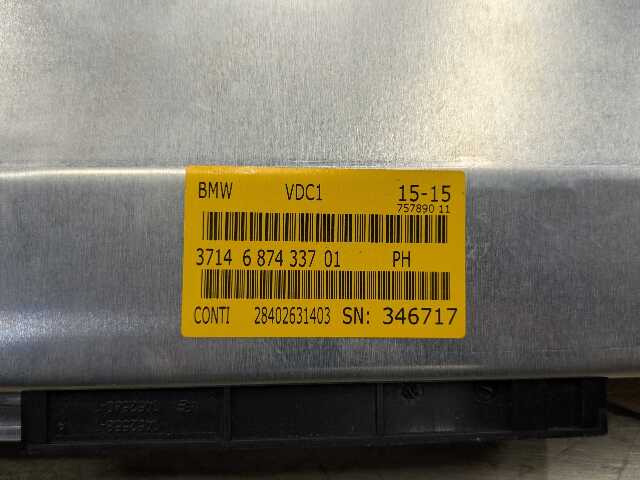 BMW VDC1 15-15
757890 11
3714 6 874 337 01 PH
CONTI 28402631403 SN: 346717